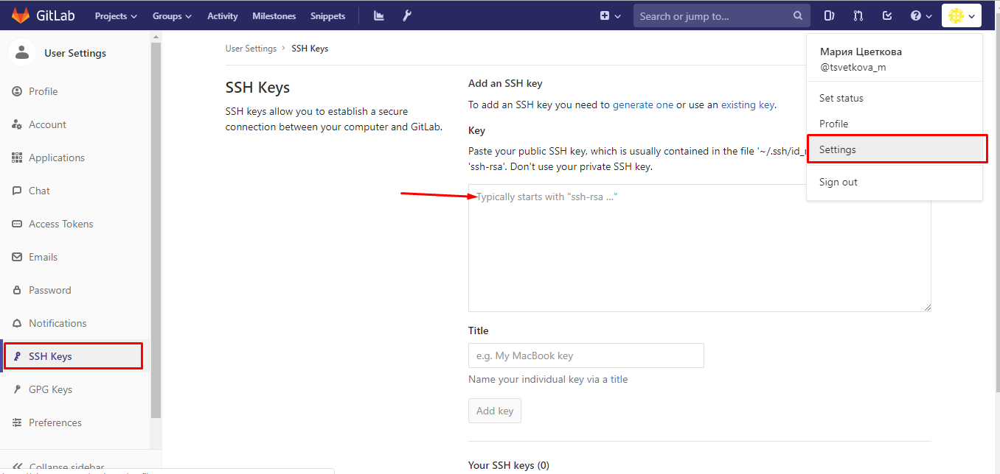 GitLab Projects Groups Activity Milestones Snippets Search or jump to...
User Settings
Profile
Account
Applications
Chat
Access Tokens
Emails
Password
Notifications
SSH Keys
GPG Keys
Preferences
Collapse sidebar
User Settings > SSH Keys
SSH Keys
SSH keys allow you to establish a secure
connection between your computer and GitLab.
Add an SSH key
To add an SSH key you need to generate one or use an existing key.
Key
Paste your public SSH key, which is usually contained in the file '~/.ssh/id_r
'ssh-rsa'. Don't use your private SSH key.
Typically starts with "ssh-rsa ..."
Title
e.g. My MacBook key
Name your individual key via a title
Add key
Your SSH keys (0)
Мария Цветкова
@tsvetkova_m
Set status
Profile
Settings
Sign out